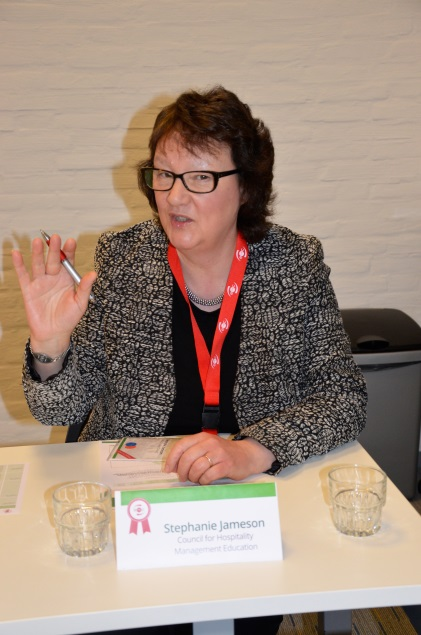 Stephanie Jameson
Council for Hospitality
Management Education